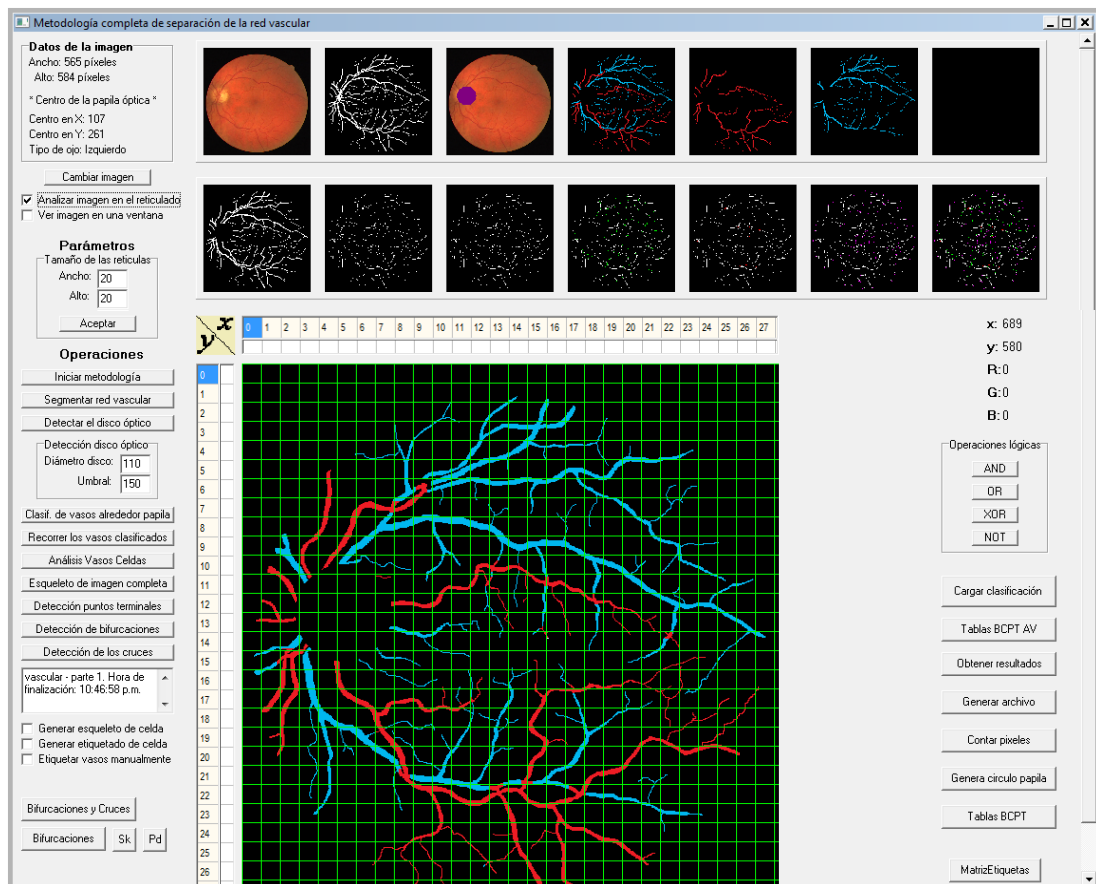 Metodología completa de separación de la red vascular
Datos de la imagen
Ancho: 565 píxeles
Alto: 584 píxeles
* Centro de la papila óptica *
Centro en X: 107
Centro en Y: 261
Tipo de ojo: Izquierdo
Cambiar imagen
Analizar imagen en el reticulado
Ver imagen en una ventana
Parámetros
Tamaño de las reticulas
Ancho: 20
Alto: 20
Aceptar
Operaciones
Iniciar metodología
Segmentar red vascular
Detectar el disco óptico
Detección disco óptico
Diámetro disco: 110
Umbral: 150
Clasif. de vasos alrededor papila
Recorrer los vasos clasificados
Análisis Vasos Celdas
Esqueleto de imagen completa
Detección puntos terminales
Detección de bifurcaciones
Detección de los cruces
vascular - parte 1. Hora de
finalización: 10:46:58 p.m.
Generar esqueleto de celda
Generar etiquetado de celda
Etiquetar vasos manualmente
Bifurcaciones y Cruces
Bifurcaciones Sk Pd
x
y
0 1 2 3 4 5 6 7 8 9 10 11 12 13 14 15 16 17 18 19 20 21 22 23 24 25 26 27
0
1
2
3
4
5
6
7
8
9
10
11
12
13
14
15
16
17
18
19
20
21
22
23
24
25
26
x: 689
y: 580
R:0
G:0
B:0
Operaciones lógicas
AND
OR
XOR
NOT
Cargar clasificación
Tablas BCPT AV
Obtener resultados
Generar archivo
Contar pixeles
Genera circulo papila
Tablas BCPT
MatrizEtiquetas